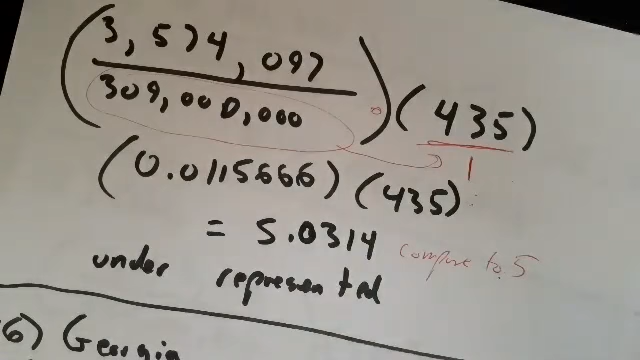 (3,574,097 / 309,000,000) (435)
1
(0.0115666) (435)
= 5.0314 compare to 5
under represented
6) Georgia